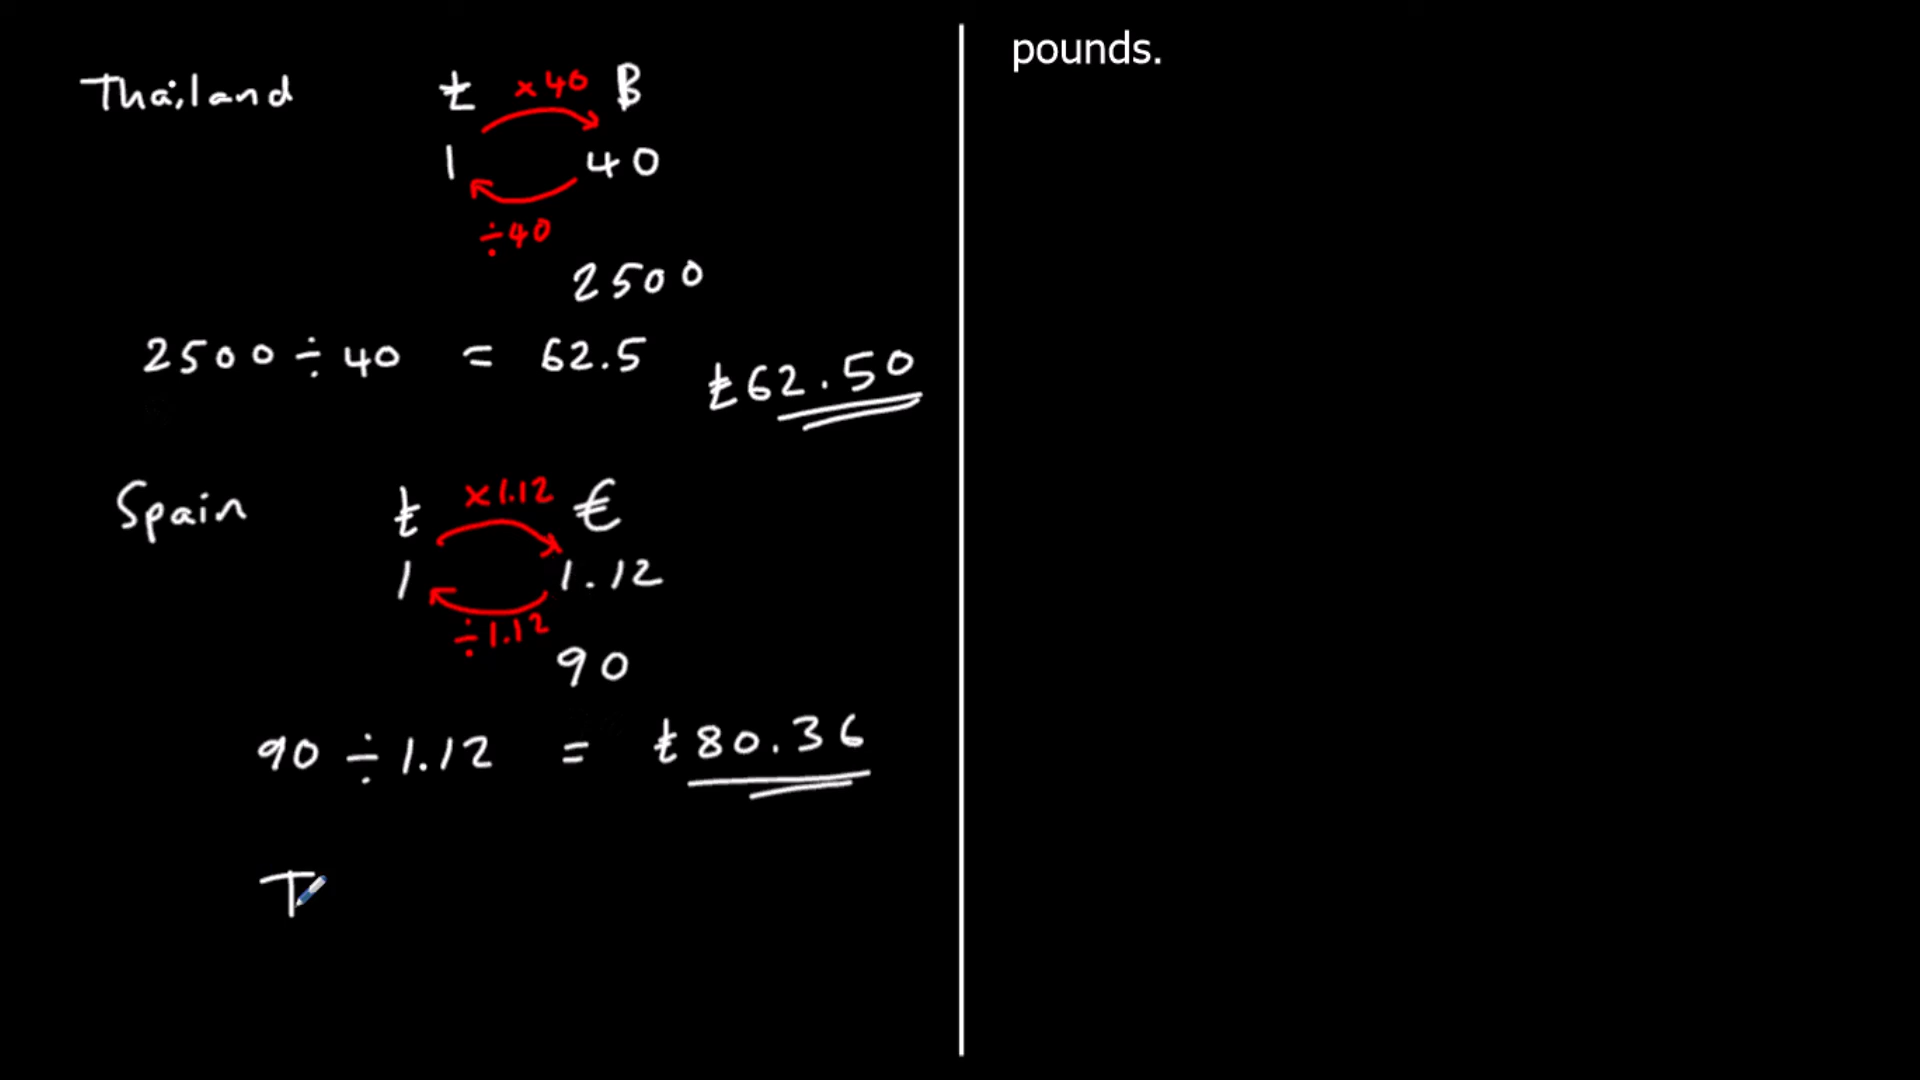 Thailand £ ×40 ฿
1 40
÷40
2500
2500 ÷ 40 = 62.5 £62.50
Spain £ ×1.12 €
1 1.12
÷1.12
90
90 ÷ 1.12 = £80.36
T
pounds.